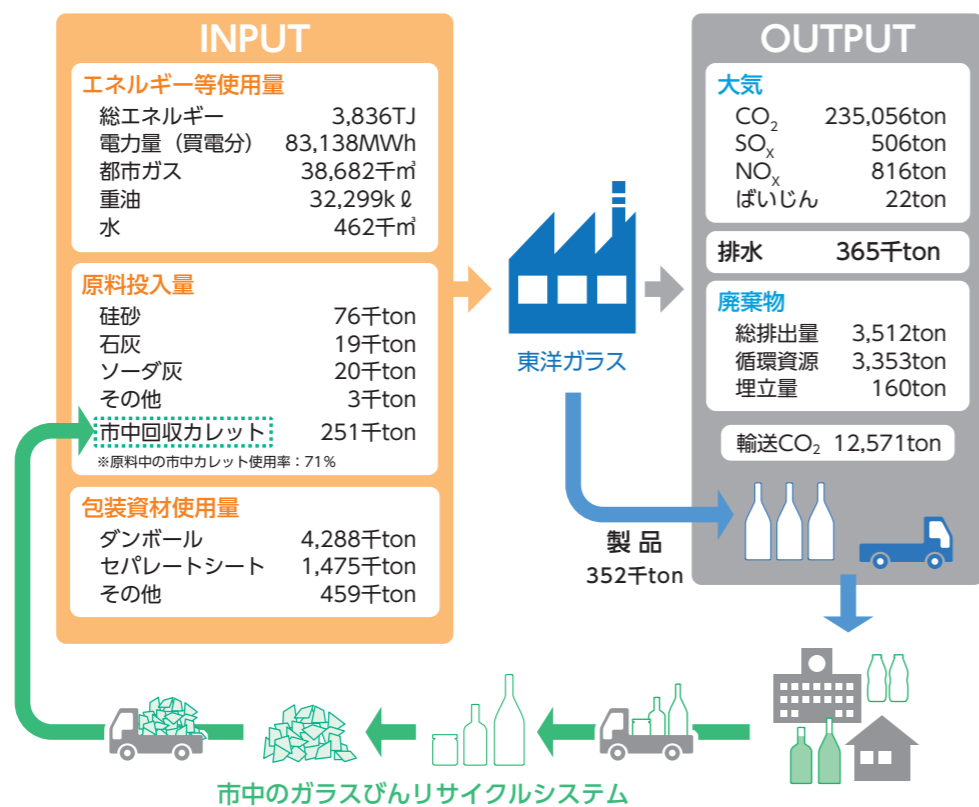 INPUT
エネルギー等使用量
総エネルギー 3,836TJ
電力量（買電分） 83,138MWh
都市ガス 38,682千㎥
重油 32,299kℓ
水 462千㎥
原料投入量
硅砂 76千ton
石灰 19千ton
ソーダ灰 20千ton
その他 3千ton
市中回収カレット 251千ton
※原料中の市中カレット使用率：71%
包装資材使用量
ダンボール 4,288千ton
セパレートシート 1,475千ton
その他 459千ton
東洋ガラス
製品
352千ton
OUTPUT
大気
CO₂ 235,056ton
SOX 506ton
NOX 816ton
ばいじん 22ton
排水 365千ton
廃棄物
総排出量 3,512ton
循環資源 3,353ton
埋立量 160ton
輸送CO₂ 12,571ton
市中のガラスびんリサイクルシステム